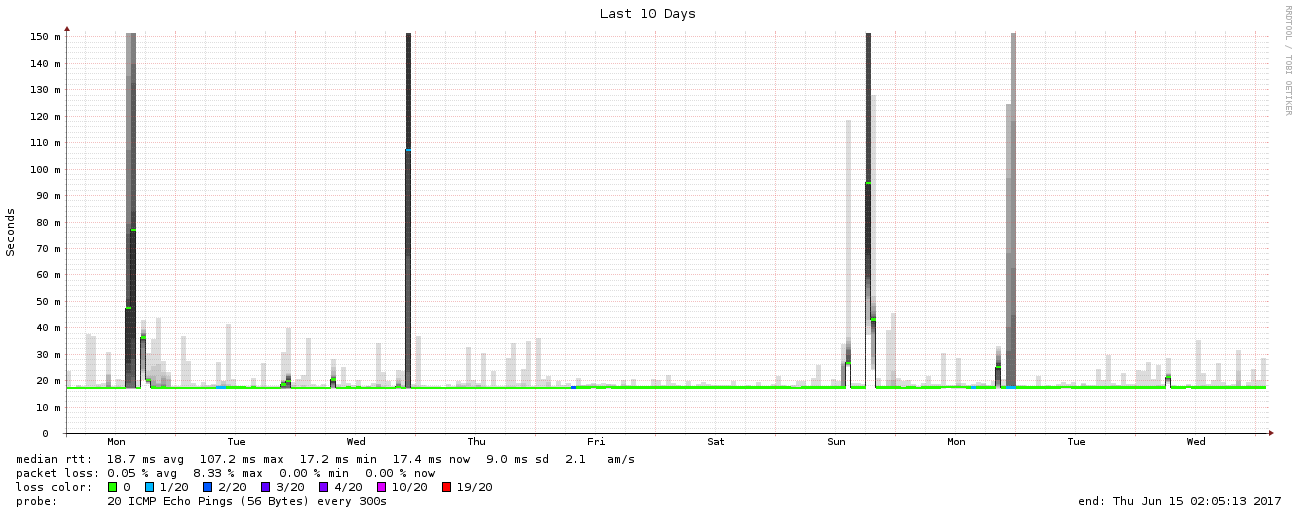 Last 10 Days
RRDTOOL / TOBI OETIKER
Seconds
150 m
140 m
130 m
120 m
110 m
100 m
90 m
80 m
70 m
60 m
50 m
40 m
30 m
20 m
10 m
0
Mon Tue Wed Thu Fri Sat Sun Mon Tue Wed
median rtt: 18.7 ms avg 107.2 ms max 17.2 ms min 17.4 ms now 9.0 ms sd 2.1 am/s
packet loss: 0.05 % avg 8.33 % max 0.00 % min 0.00 % now
loss color: 0 1/20 2/20 3/20 4/20 10/20 19/20
probe: 20 ICMP Echo Pings (56 Bytes) every 300s end: Thu Jun 15 02:05:13 2017